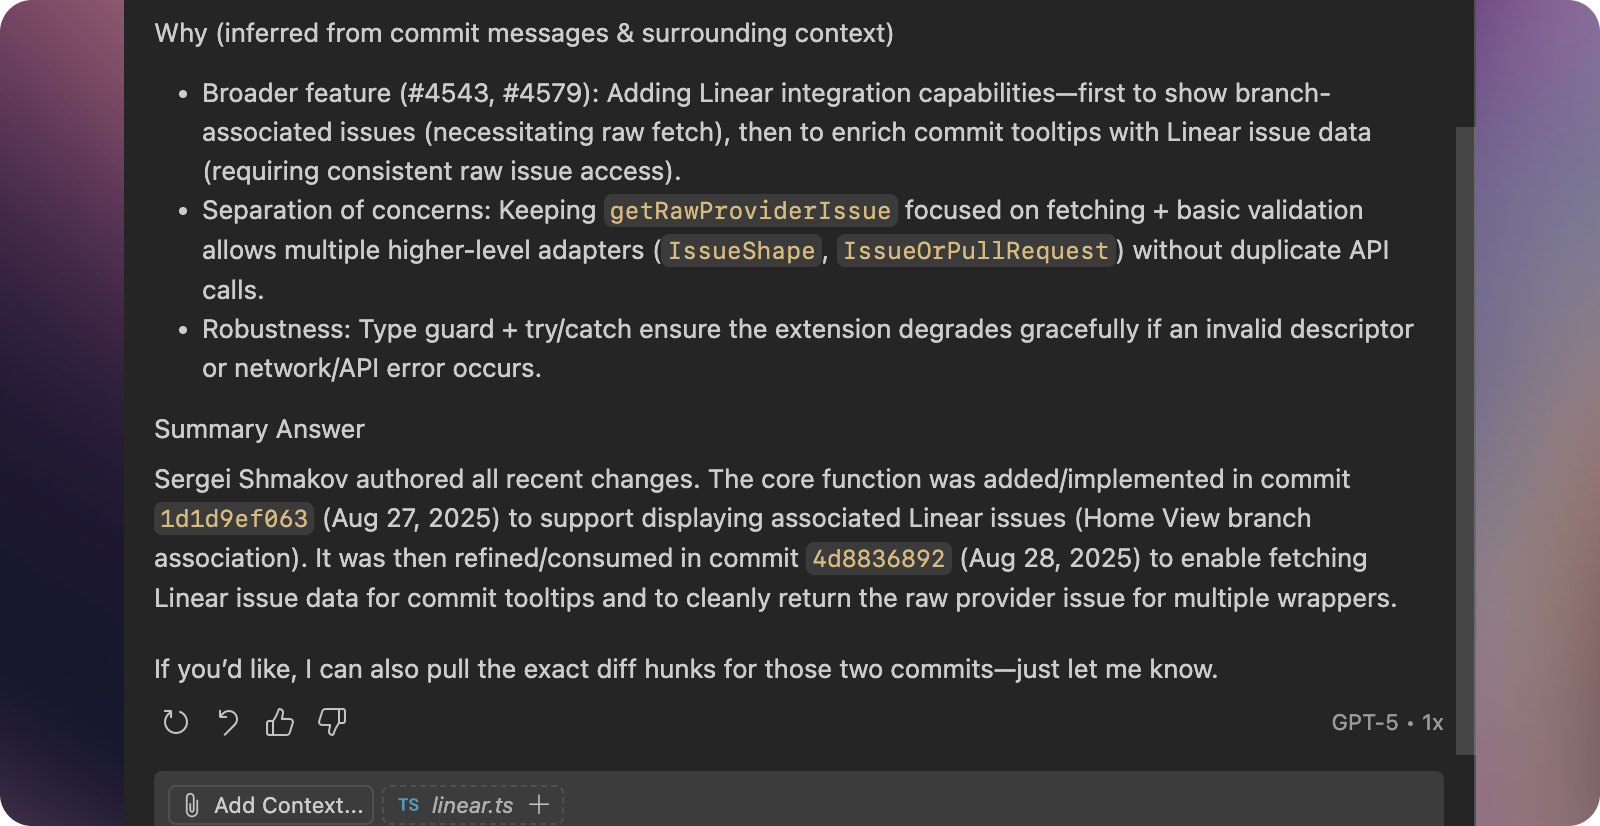 Why (inferred from commit messages & surrounding context)
• Broader feature (#4543, #4579): Adding Linear integration capabilities—first to show branch-
associated issues (necessitating raw fetch), then to enrich commit tooltips with Linear issue data
(requiring consistent raw issue access).
• Separation of concerns: Keeping getRawProviderIssue focused on fetching + basic validation
allows multiple higher-level adapters (IssueShape, IssueOrPullRequest) without duplicate API
calls.
• Robustness: Type guard + try/catch ensure the extension degrades gracefully if an invalid descriptor
or network/API error occurs.
Summary Answer
Sergei Shmakov authored all recent changes. The core function was added/implemented in commit
1d1d9ef063 (Aug 27, 2025) to support displaying associated Linear issues (Home View branch
association). It was then refined/consumed in commit 4d8836892 (Aug 28, 2025) to enable fetching
Linear issue data for commit tooltips and to cleanly return the raw provider issue for multiple wrappers.
If you’d like, I can also pull the exact diff hunks for those two commits—just let me know.
GPT-5 • 1x
Add Context... TS linear.ts +